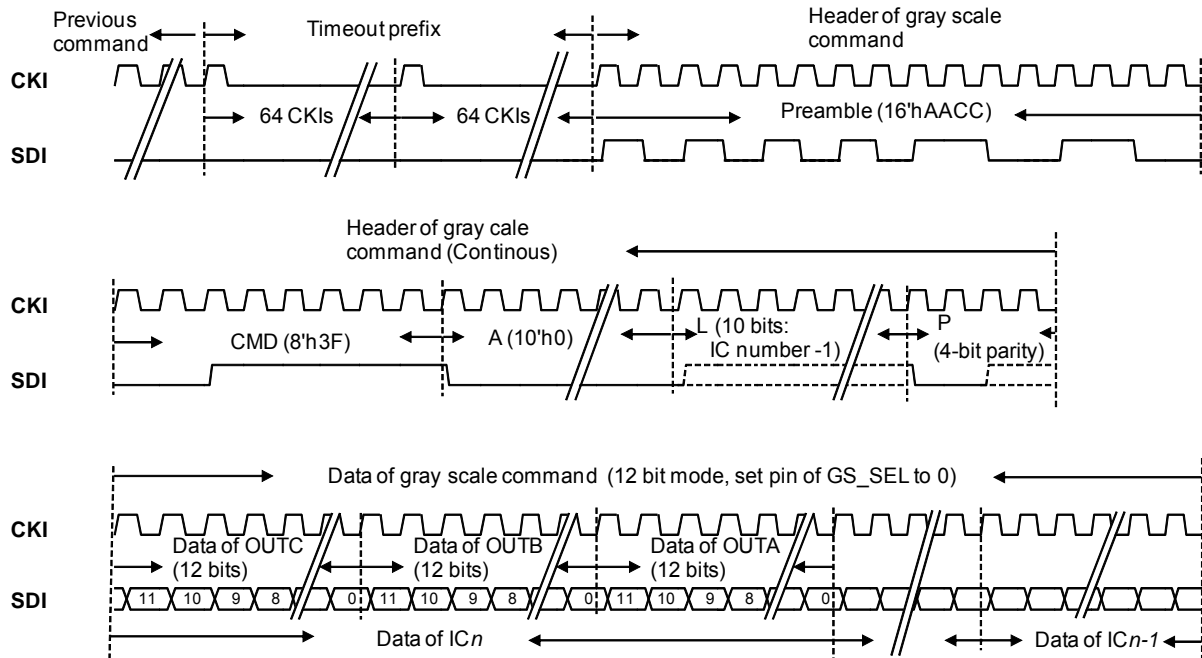 Previous
command
Timeout prefix
Header of gray scale
command
CKI
64 CKIs
64 CKIs
Preamble (16'hAACC)
SDI
Header of gray cale
command (Continous)
CKI
CMD (8'h3F)
A (10'h0)
L (10 bits:
IC number -1)
P
(4-bit parity)
SDI
Data of gray scale command (12 bit mode, set pin of GS_SEL to 0)
CKI
Data of OUTC
(12 bits)
Data of OUTB
(12 bits)
Data of OUTA
(12 bits)
SDI
11 10 9 8 0 11 10 9 8 0 11 10 9 8 0
Data of ICn
Data of ICn-1